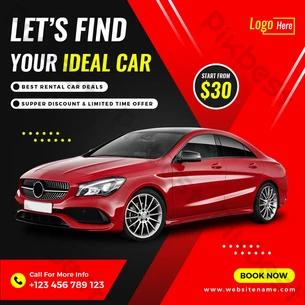 LET'S FIND
YOUR IDEAL CAR
Logo Here
BEST RENTAL CAR DEALS
SUPPER DISCOUNT & LIMITED TIME OFFER
START FROM
$30
Call For More Info
+123 456 789 123
BOOK NOW
www.websitename.com